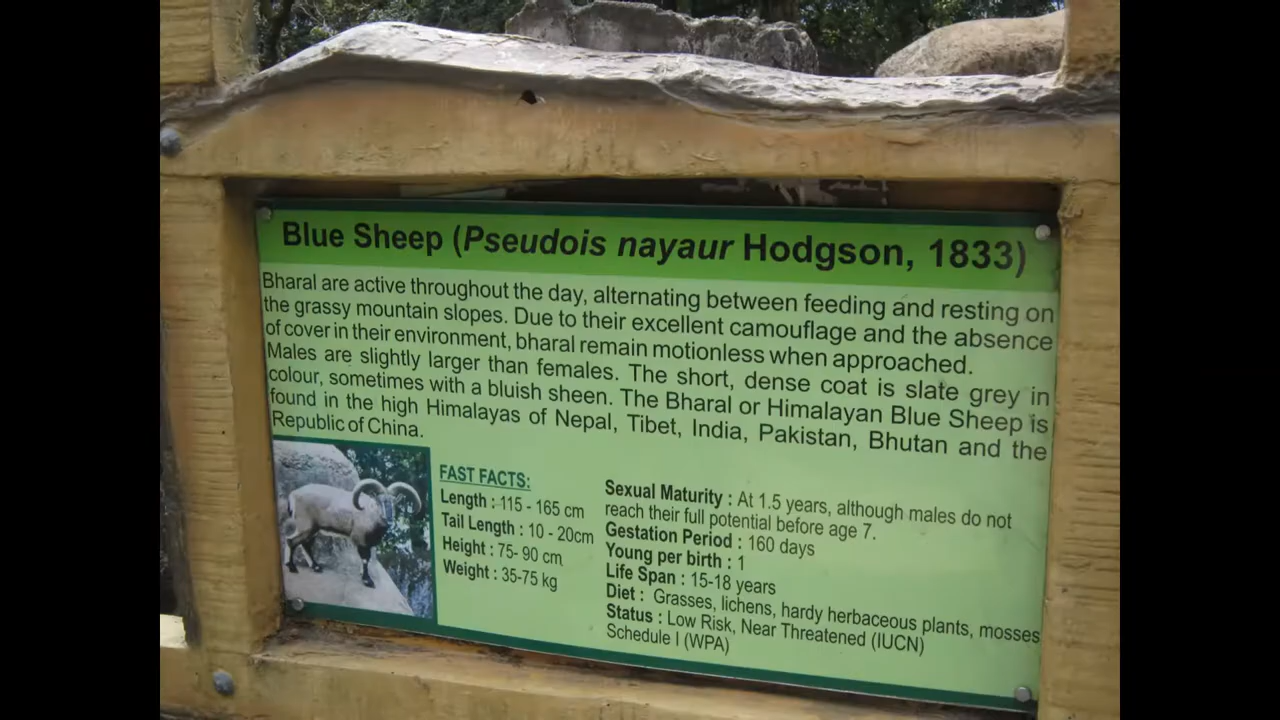 Blue Sheep (Pseudois nayaur Hodgson, 1833)
Bharal are active throughout the day, alternating between feeding and resting on
the grassy mountain slopes. Due to their excellent camouflage and the absence
of cover in their environment, bharal remain motionless when approached.
Males are slightly larger than females. The short, dense coat is slate grey in
colour, sometimes with a bluish sheen. The Bharal or Himalayan Blue Sheep is
found in the high Himalayas of Nepal, Tibet, India, Pakistan, Bhutan and the
Republic of China.
FAST FACTS:
Length : 115 - 165 cm
Tail Length : 10 - 20cm
Height : 75- 90 cm
Weight : 35-75 kg
Sexual Maturity : At 1.5 years, although males do not
reach their full potential before age 7.
Gestation Period : 160 days
Young per birth : 1
Life Span : 15-18 years
Diet : Grasses, lichens, hardy herbaceous plants, mosses
Status : Low Risk, Near Threatened (IUCN)
Schedule I (WPA)